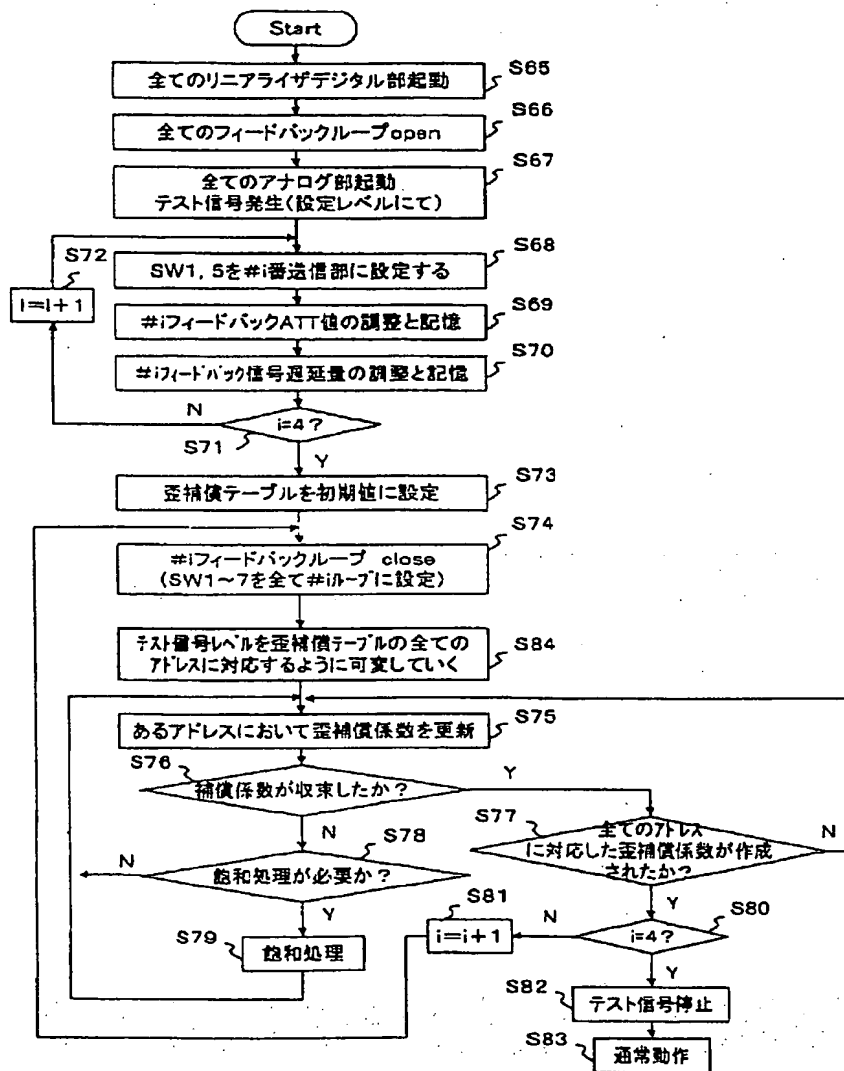 Start
全てのリニアライザデジタル部起動
S65
全てのフィードバックループopen
S66
全てのアナログ部起動
テスト信号発生(設定レベルにて)
S67
S72
i=i+1
SW1, 5を#i番送信部に設定する
S68
#iフィードバックATT値の調整と記憶
S69
#iフィードバック信号遅延量の調整と記憶
S70
N
i=4?
S71
Y
歪補償テーブルを初期値に設定
S73
#iフィードバックループ close
(SW1~7を全て#iループに設定)
S74
テスト信号レベルを歪補償テーブルの全ての
アドレスに対応するように可変していく
S84
あるアドレスにおいて歪補償係数を更新
S75
S76
補償係数が収束したか?
Y
N
S77
全てのアドレス
に対応した歪補償係数が作成
されたか?
N
S78
N
飽和処理が必要か?
Y
Y
S79
飽和処理
S81
i=i+1
N
i=4?
S80
Y
S82
テスト信号停止
S83
通常動作